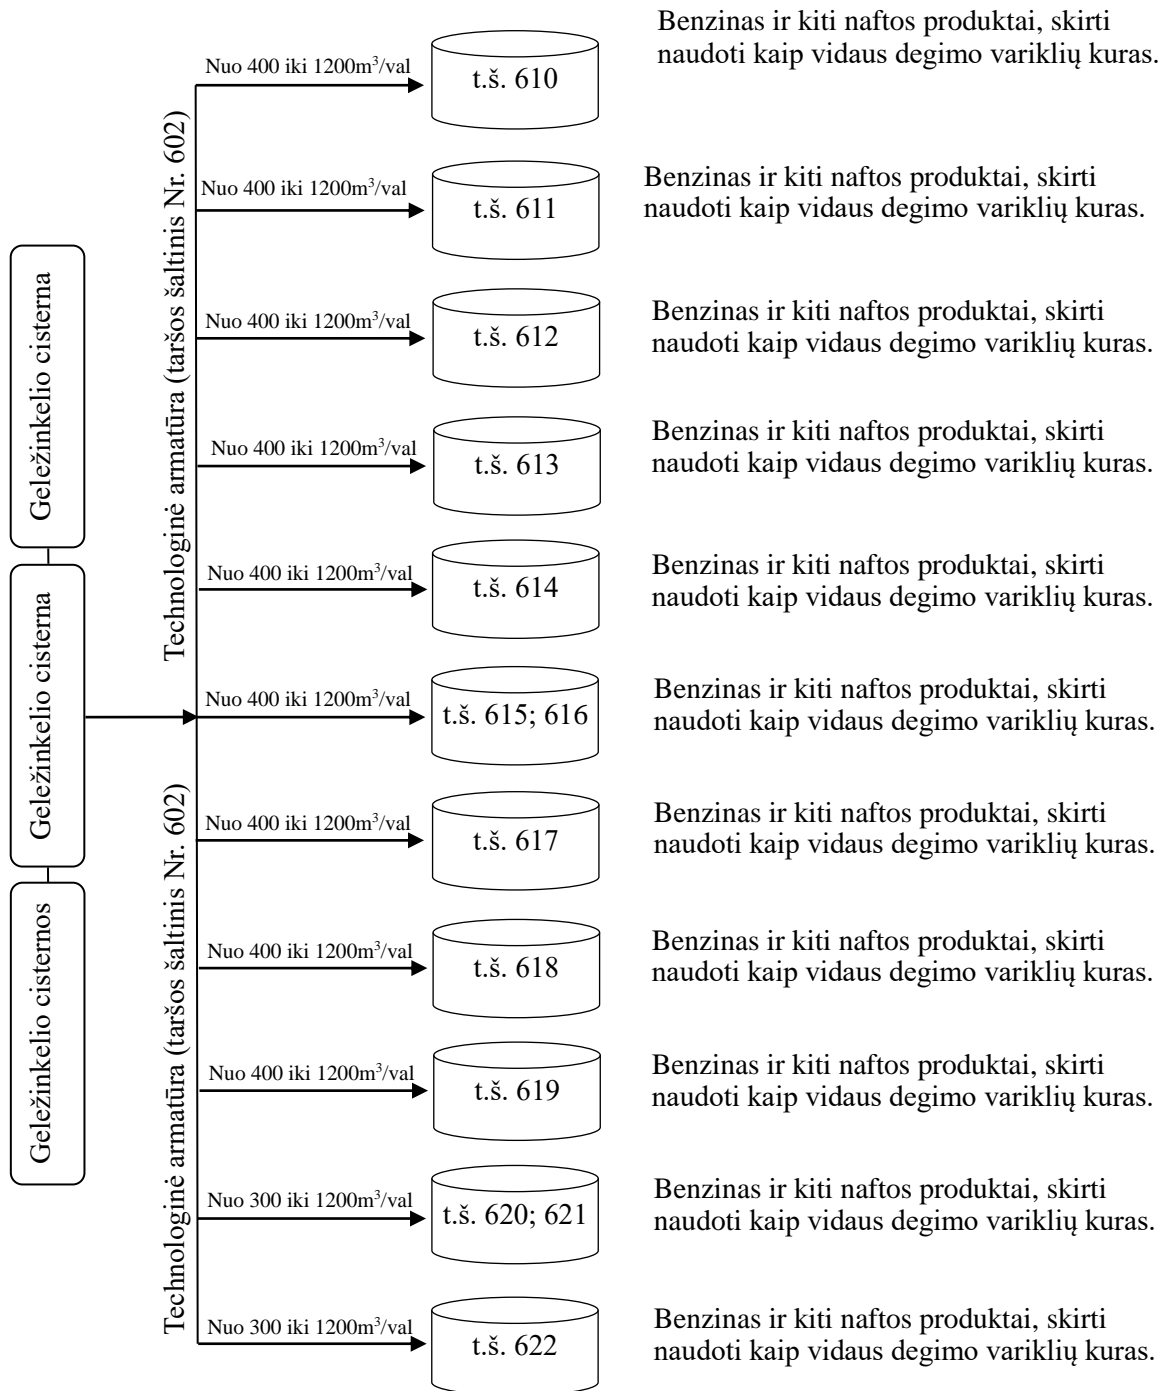 Benzinas ir kiti naftos produktai, skirti
naudoti kaip vidaus degimo variklių kuras.
Nuo 400 iki 1200m³/val
t.š. 610
Nuo 400 iki 1200m³/val
t.š. 611
Benzinas ir kiti naftos produktai, skirti
naudoti kaip vidaus degimo variklių kuras.
Nuo 400 iki 1200m³/val
t.š. 612
Benzinas ir kiti naftos produktai, skirti
naudoti kaip vidaus degimo variklių kuras.
Nuo 400 iki 1200m³/val
t.š. 613
Benzinas ir kiti naftos produktai, skirti
naudoti kaip vidaus degimo variklių kuras.
Nuo 400 iki 1200m³/val
t.š. 614
Benzinas ir kiti naftos produktai, skirti
naudoti kaip vidaus degimo variklių kuras.
Nuo 400 iki 1200m³/val
t.š. 615; 616
Benzinas ir kiti naftos produktai, skirti
naudoti kaip vidaus degimo variklių kuras.
Nuo 400 iki 1200m³/val
t.š. 617
Benzinas ir kiti naftos produktai, skirti
naudoti kaip vidaus degimo variklių kuras.
Nuo 400 iki 1200m³/val
t.š. 618
Benzinas ir kiti naftos produktai, skirti
naudoti kaip vidaus degimo variklių kuras.
Nuo 400 iki 1200m³/val
t.š. 619
Benzinas ir kiti naftos produktai, skirti
naudoti kaip vidaus degimo variklių kuras.
Nuo 300 iki 1200m³/val
t.š. 620; 621
Benzinas ir kiti naftos produktai, skirti
naudoti kaip vidaus degimo variklių kuras.
Nuo 300 iki 1200m³/val
t.š. 622
Benzinas ir kiti naftos produktai, skirti
naudoti kaip vidaus degimo variklių kuras.
Geležinkelio cisterna
Geležinkelio cisterna
Geležinkelio cisternos
Technologinė armatūra (taršos šaltinis Nr. 602)
Technologinė armatūra (taršos šaltinis Nr. 602)